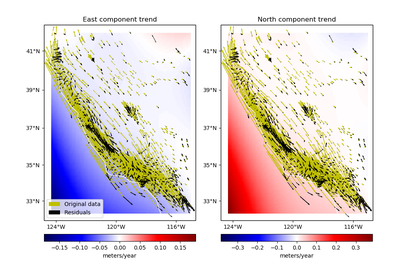 East component trend
North component trend
41°N
39°N
37°N
35°N
33°N
41°N
39°N
37°N
35°N
33°N
Original data
Residuals
124°W 120°W 116°W
124°W 120°W 116°W
−0.15 −0.10 −0.05 0.00 0.05 0.10 0.15
−0.3 −0.2 −0.1 0.0 0.1 0.2 0.3
meters/year
meters/year